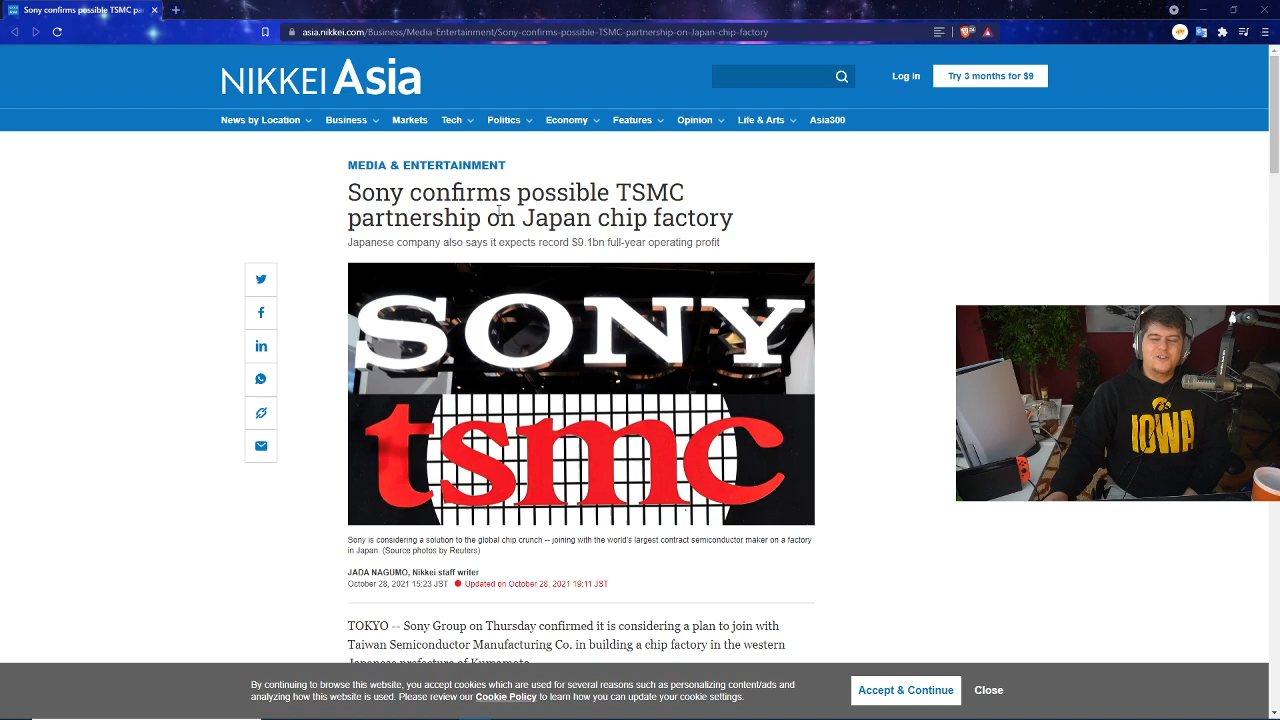 Sony confirms possible TSMC pa
asia.nikkei.com/Business/Media-Entertainment/Sony-confirms-possible-TSMC-partnership-on-Japan-chip-factory
NIKKEI Asia
Log In
Try 3 months for $9
News by Location Business Markets Tech Politics Economy Features Opinion Life & Arts Asia300
MEDIA & ENTERTAINMENT
Sony confirms possible TSMC
partnership on Japan chip factory
Japanese company also says it expects record $9.1bn full-year operating profit
SONY
tsmc
Sony is considering a solution to the global chip crunch -- joining with the world's largest contract semiconductor maker on a factory
in Japan. (Source photos by Reuters)
JADA NAGUMO, Nikkei staff writer
October 28, 2021 15:23 JST Updated on October 28, 2021 19:11 JST
TOKYO -- Sony Group on Thursday confirmed it is considering a plan to join with
Taiwan Semiconductor Manufacturing Co. in building a chip factory in the western
Japanese prefecture of Kumamoto
IOWA
By continuing to browse this website, you accept cookies which are used for several reasons such as personalizing content/ads and
analyzing how this website is used. Please review our Cookie Policy to learn how you can update your cookie settings.
Accept & Continue
Close